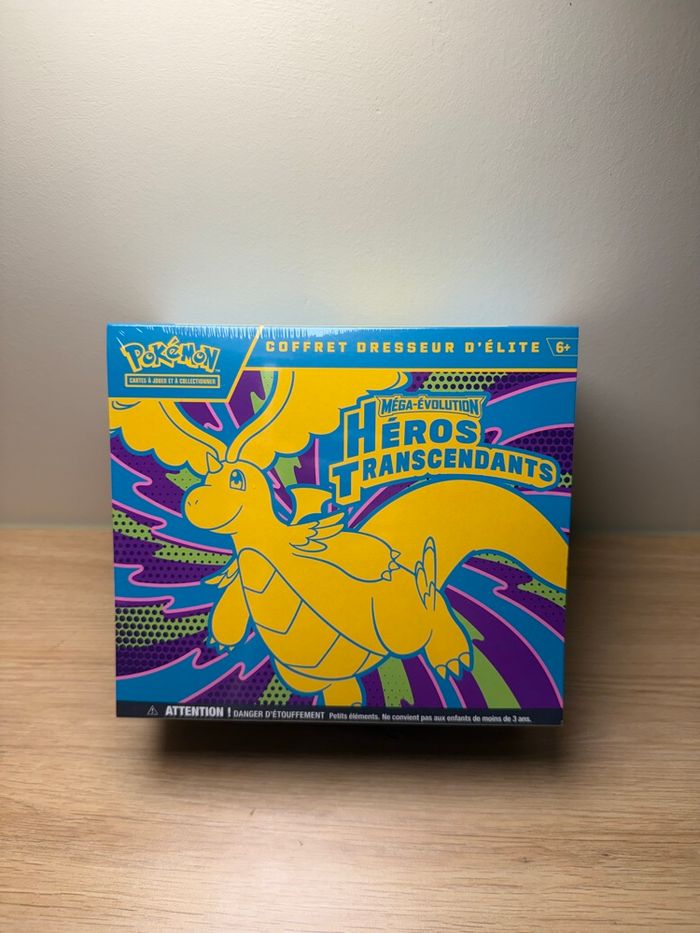 POKÉMON
CARTES À JOUER ET À COLLECTIONNER
COFFRET DRESSEUR D'ÉLITE
6+
MÉGA-ÉVOLUTION
HÉROS
TRANSCENDANTS
ATTENTION ! DANGER D'ÉTOUFFEMENT Petits éléments. Ne convient pas aux enfants de moins de 3 ans.